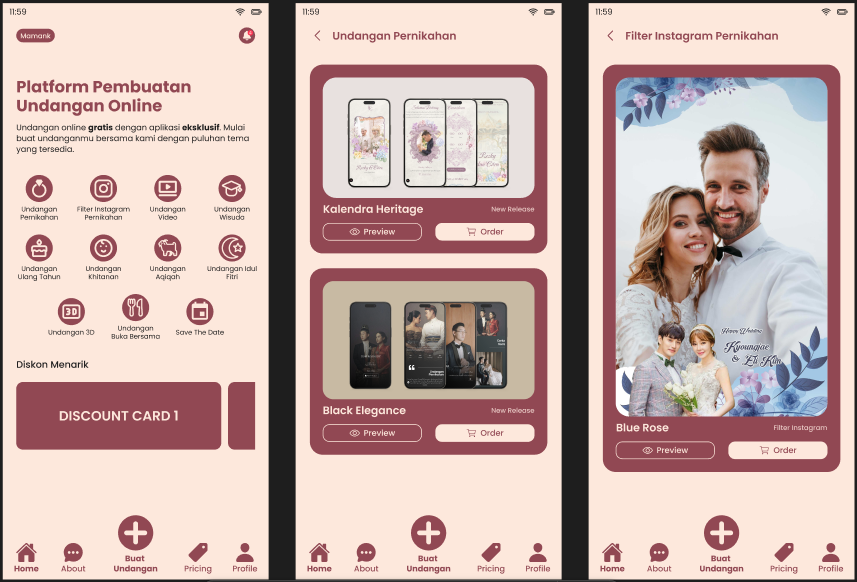 11:59
Mamank
Platform Pembuatan
Undangan Online
Undangan online gratis dengan aplikasi eksklusif. Mulai
buat undanganmu bersama kami dengan puluhan tema
yang tersedia.
Undangan
Pernikahan
Filter Instagram
Pernikahan
Undangan
Video
Undangan
Wisuda
Undangan
Ulang Tahun
Undangan
Khitanan
Undangan
Aqiqah
Undangan Idul
Fitri
3D
Undangan 3D
Undangan
Buka Bersama
Save The Date
Diskon Menarik
DISCOUNT CARD 1
Home
About
Buat
Undangan
Pricing
Profile
11:59
Undangan Pernikahan
Kalendra Heritage
New Release
Preview
Order
Black Elegance
New Release
Preview
Order
Home
About
Buat
Undangan
Pricing
Profile
11:59
Filter Instagram Pernikahan
Happy Wedding
Kyoungjae
& Eli Kim
Blue Rose
Filter Instagram
Preview
Order
Home
About
Buat
Undangan
Pricing
Profile